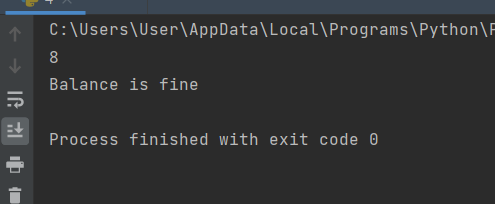 C:\Users\User\AppData\Local\Programs\Python\
8
Balance is fine
Process finished with exit code 0